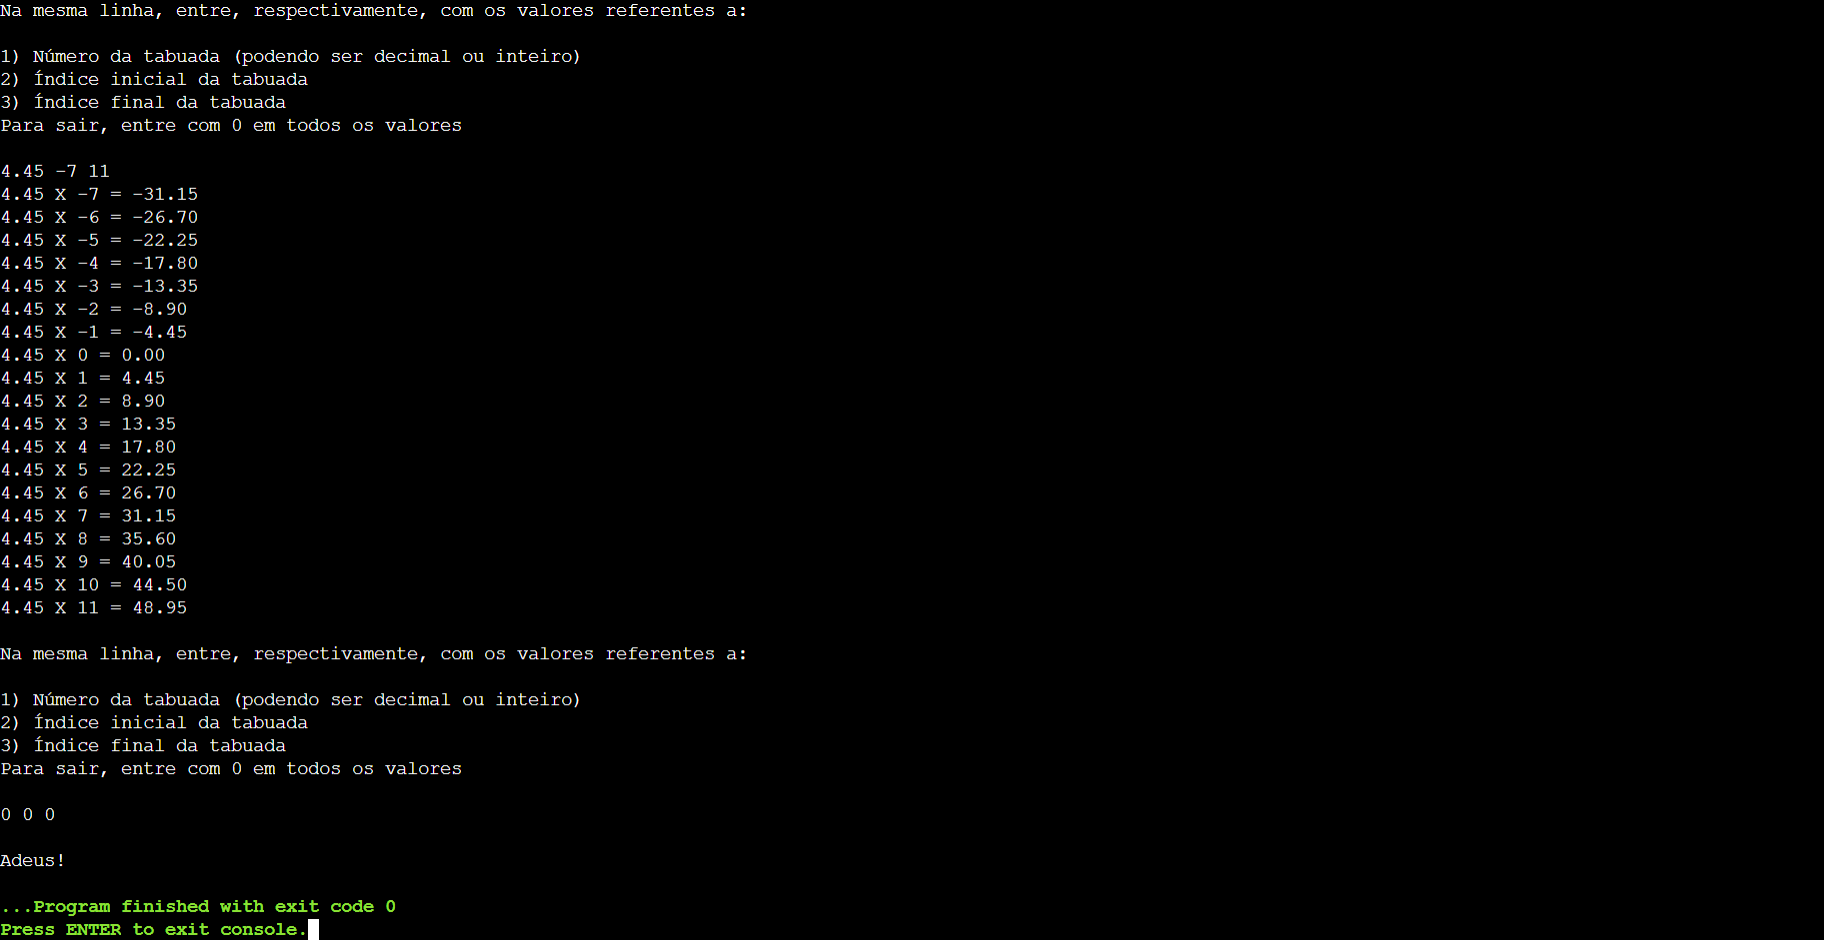 Na mesma linha, entre, respectivamente, com os valores referentes a:
1) Número da tabuada (podendo ser decimal ou inteiro)
2) Índice inicial da tabuada
3) Índice final da tabuada
Para sair, entre com 0 em todos os valores
4.45 -7 11
4.45 X -7 = -31.15
4.45 X -6 = -26.70
4.45 X -5 = -22.25
4.45 X -4 = -17.80
4.45 X -3 = -13.35
4.45 X -2 = -8.90
4.45 X -1 = -4.45
4.45 X 0 = 0.00
4.45 X 1 = 4.45
4.45 X 2 = 8.90
4.45 X 3 = 13.35
4.45 X 4 = 17.80
4.45 X 5 = 22.25
4.45 X 6 = 26.70
4.45 X 7 = 31.15
4.45 X 8 = 35.60
4.45 X 9 = 40.05
4.45 X 10 = 44.50
4.45 X 11 = 48.95
Na mesma linha, entre, respectivamente, com os valores referentes a:
1) Número da tabuada (podendo ser decimal ou inteiro)
2) Índice inicial da tabuada
3) Índice final da tabuada
Para sair, entre com 0 em todos os valores
0 0 0
Adeus!
...Program finished with exit code 0
Press ENTER to exit console.